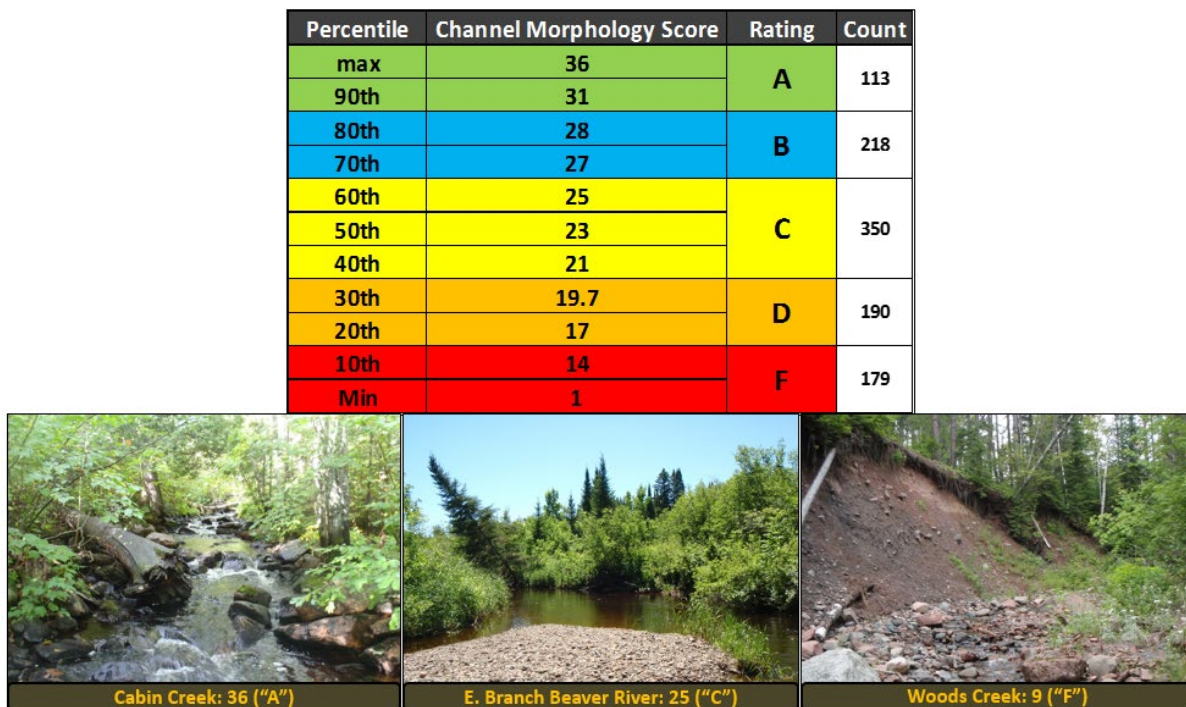 Percentile Channel Morphology Score Rating Count
max 36 A 113
90th 31
80th 28 B 218
70th 27
60th 25 C 350
50th 23
40th 21
30th 19.7 D 190
20th 17
10th 14 F 179
Min 1
Cabin Creek: 36 (“A”)
E. Branch Beaver River: 25 (“C”)
Woods Creek: 9 (“F”)